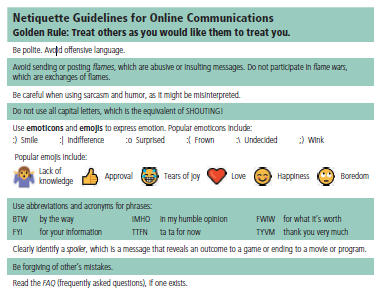 Netiquette Guidelines for Online Communications
Golden Rule: Treat others as you would like them to treat you.
Be polite. Avoid offensive language.
Avoid sending or posting flames, which are abusive or insulting messages. Do not participate in flame wars,
which are exchanges of flames.
Be careful when using sarcasm and humor, as it might be misinterpreted.
Do not use all capital letters, which is the equivalent of SHOUTING!
Use emoticons and emojis to express emotion. Popular emoticons include:
:) Smile :| Indifference :o Surprised :( Frown :\ Undecided ;) Wink
Popular emojis include:
Lack of knowledge Approval Tears of Joy Love Happiness Boredom
Use abbreviations and acronyms for phrases:
BTW by the way IMHO in my humble opinion FWIW for what it's worth
FYI for your information TTFN ta ta for now TYVM thank you very much
Clearly identify a spoiler, which is a message that reveals an outcome to a game or ending to a movie or program.
Be forgiving of other's mistakes.
Read the FAQ (frequently asked questions), if one exists.